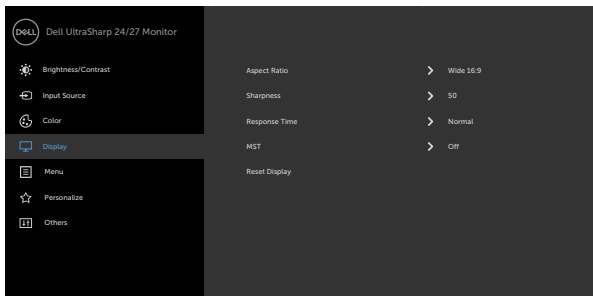 DELL Dell UltraSharp 24/27 Monitor
Brightness/Contrast
Input Source
Color
Display
Menu
Personalize
Others
Aspect Ratio Wide 16:9
Sharpness 50
Response Time Normal
MST Off
Reset Display